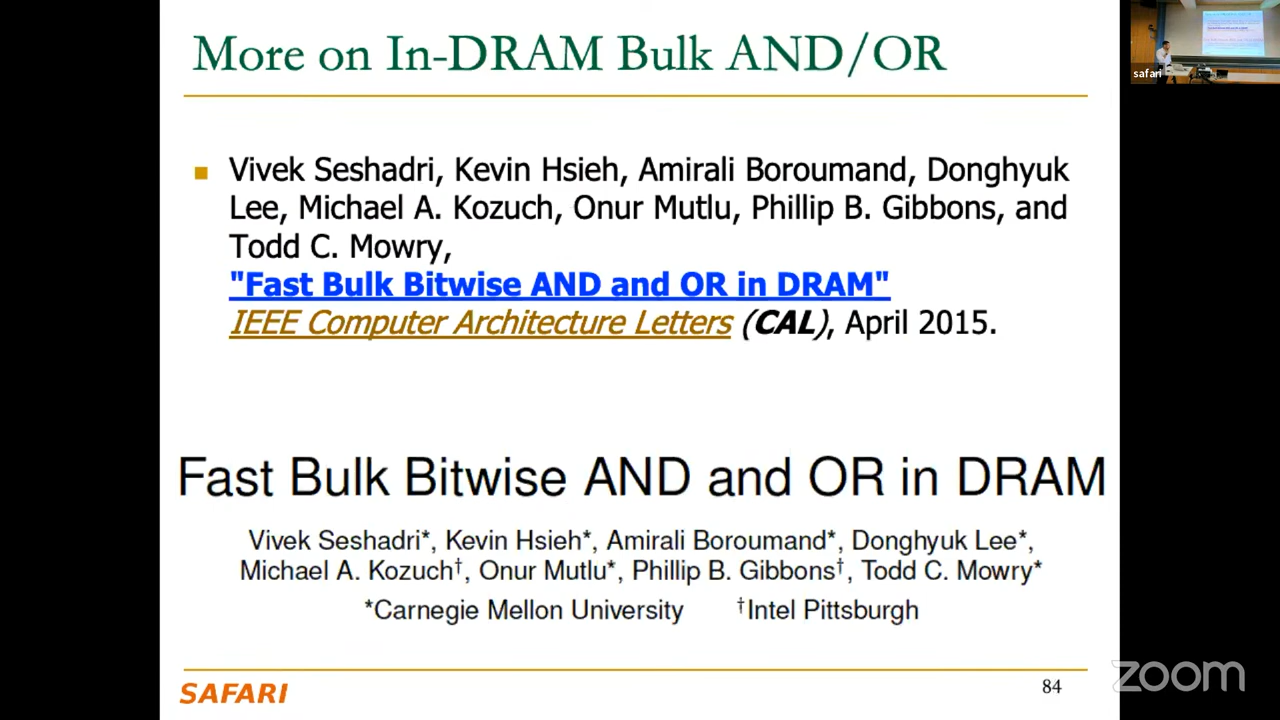 More on In-DRAM Bulk AND/OR
Vivek Seshadri, Kevin Hsieh, Amirali Boroumand, Donghyuk
Lee, Michael A. Kozuch, Onur Mutlu, Phillip B. Gibbons, and
Todd C. Mowry,
"Fast Bulk Bitwise AND and OR in DRAM"
IEEE Computer Architecture Letters (CAL), April 2015.
Fast Bulk Bitwise AND and OR in DRAM
Vivek Seshadri*, Kevin Hsieh*, Amirali Boroumand*, Donghyuk Lee*,
Michael A. Kozuch†, Onur Mutlu*, Phillip B. Gibbons†, Todd C. Mowry*
*Carnegie Mellon University †Intel Pittsburgh
SAFARI
84
safari
zoom